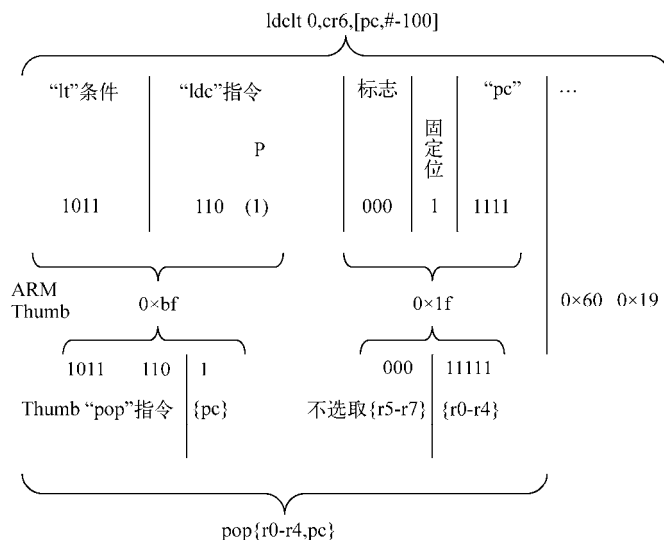 ldclt 0,cr6,[pc,#-100]
“lt”条件 “ldc”指令 标志 固定位 “pc” …
P
1011 110 (1) 000 1 1111
ARM
Thumb 0×bf 0×1f 0×60 0×19
1011 110 1 000 11111
Thumb “pop”指令 {pc} 不选取{r5-r7} {r0-r4}
pop{r0-r4,pc}